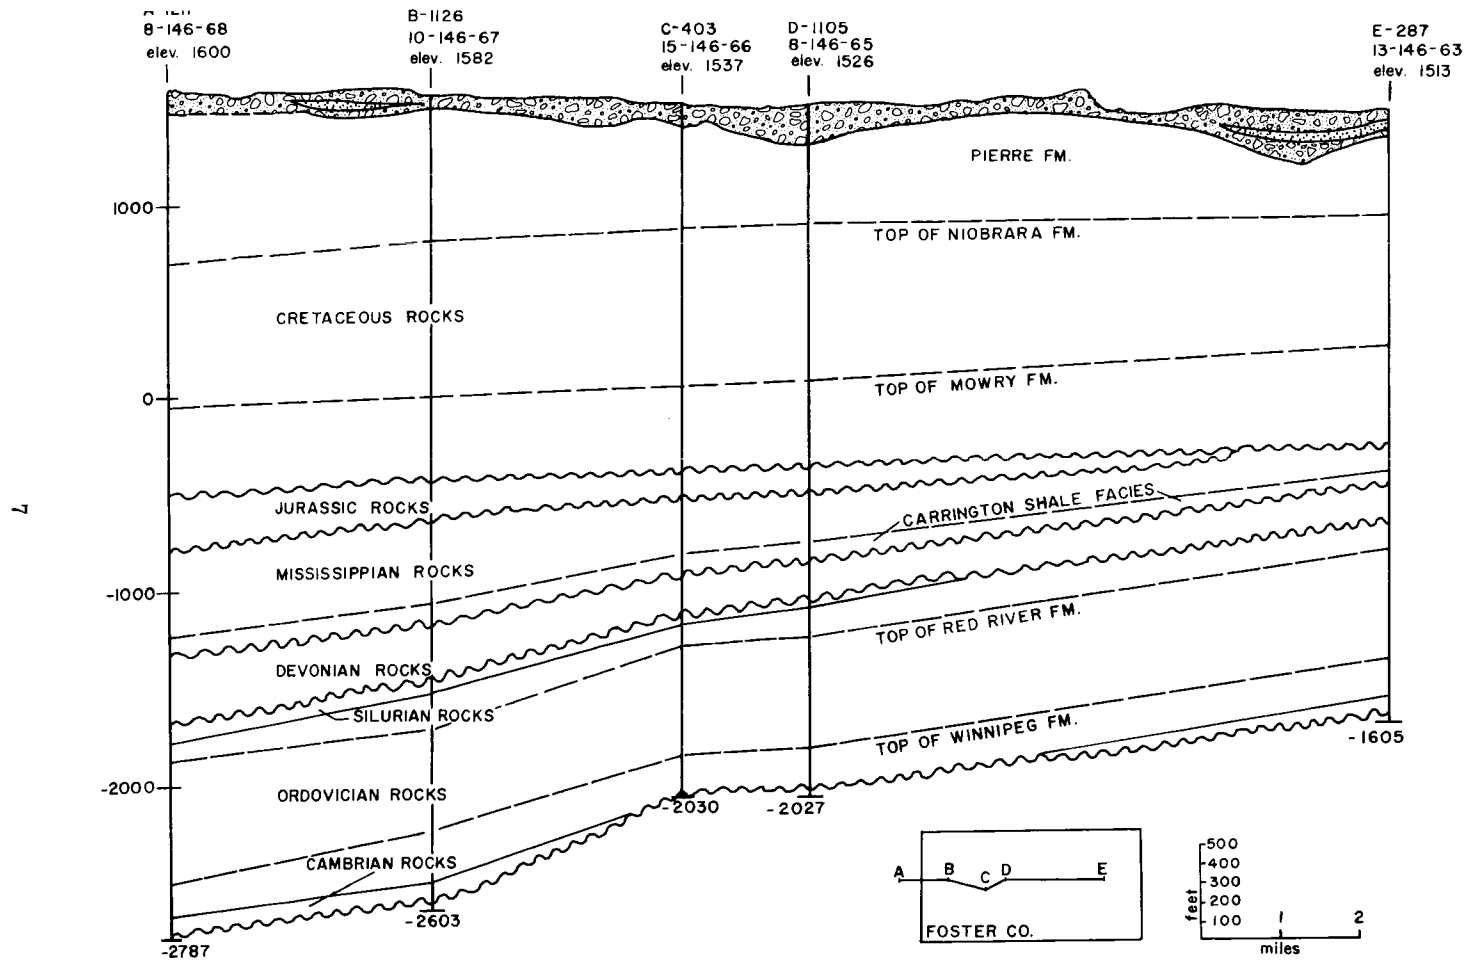 8-146-68
elev. 1600
B-1126
10-146-67
elev. 1582
C-403
15-146-66
elev. 1537
D-1105
8-146-65
elev. 1526
E-287
13-146-63
elev. 1513
PIERRE FM.
1000
TOP OF NIOBRARA FM.
CRETACEOUS ROCKS
TOP OF MOWRY FM.
0
JURASSIC ROCKS
CARRINGTON SHALE FACIES
7
MISSISSIPPIAN ROCKS
-1000
TOP OF RED RIVER FM.
DEVONIAN ROCKS
SILURIAN ROCKS
TOP OF WINNIPEG FM.
-1605
-2000
ORDOVICIAN ROCKS
-2030
-2027
CAMBRIAN ROCKS
-2603
-2787
A B C D E
FOSTER CO.
500
400
300
200
100
feet
1 2
miles